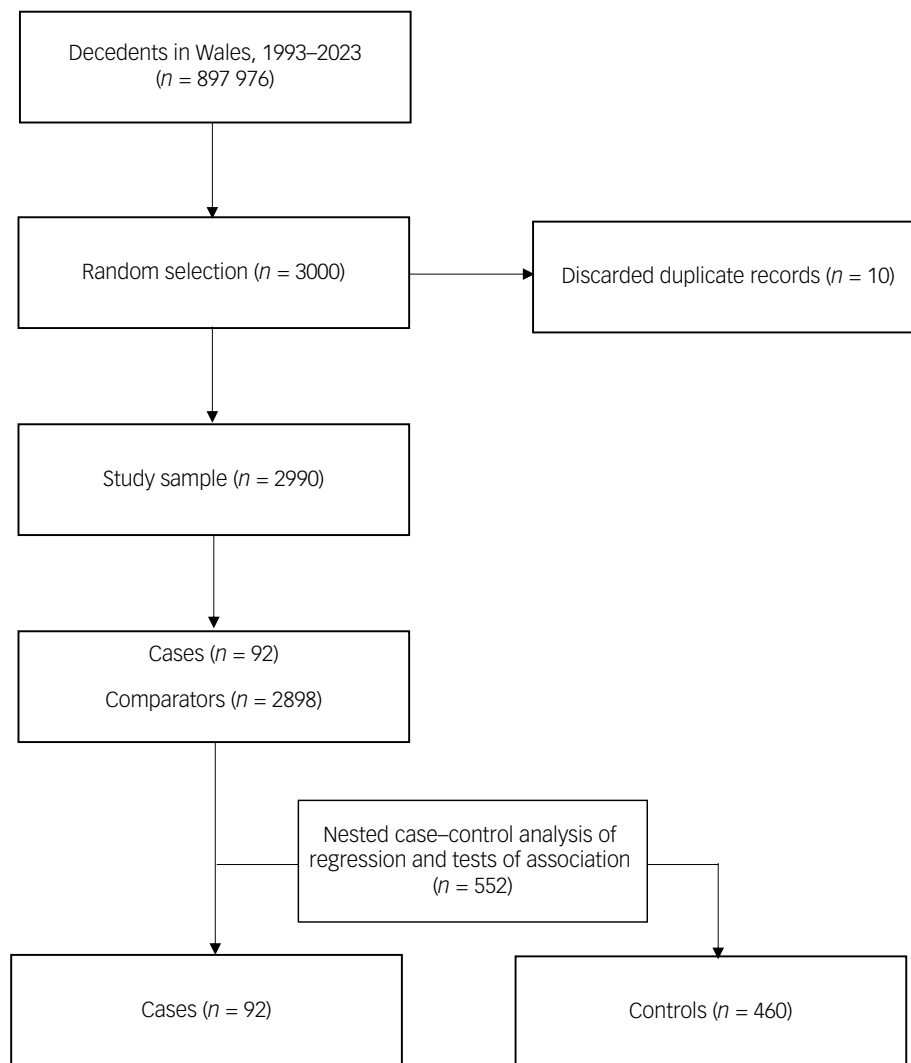 Decedents in Wales, 1993–2023
(n = 897 976)
Random selection (n = 3000)
Discarded duplicate records (n = 10)
Study sample (n = 2990)
Cases (n = 92)
Comparators (n = 2898)
Nested case–control analysis of
regression and tests of association
(n = 552)
Cases (n = 92)
Controls (n = 460)